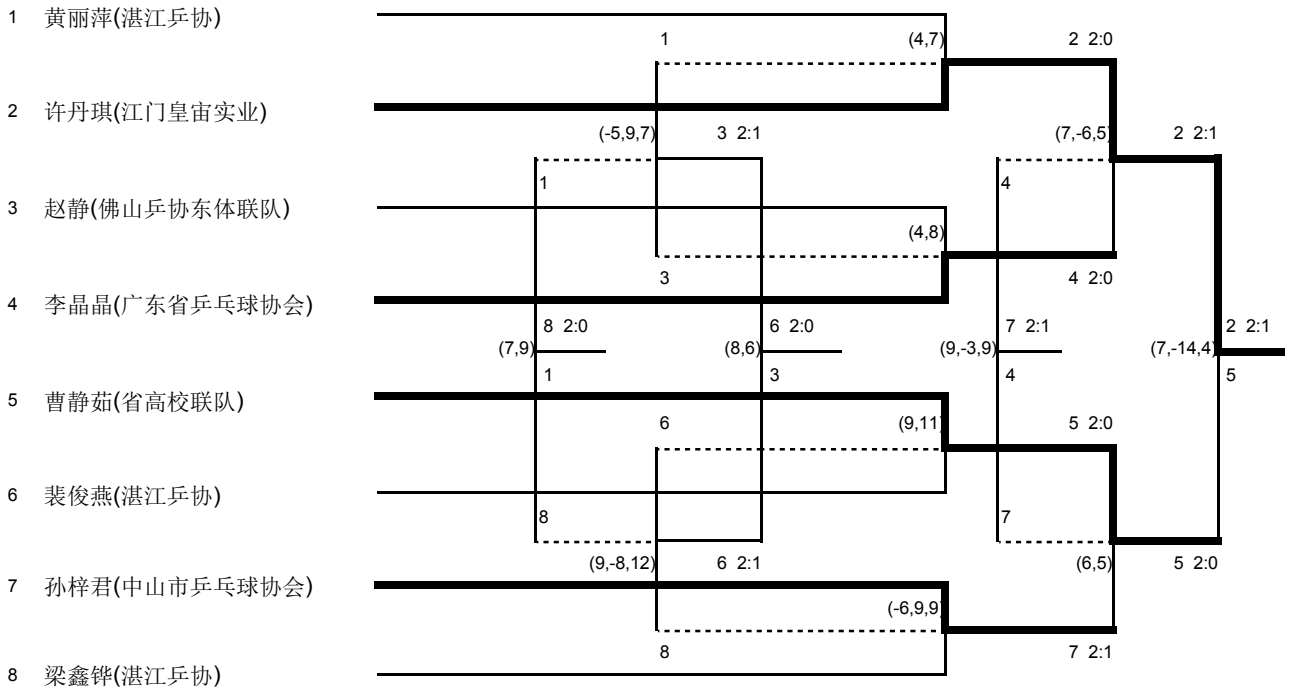 1 黄丽萍(湛江乒协)
1 (4,7) 2 2:0
2 许丹琪(江门皇宙实业)
(-5,9,7) 3 2:1 (7,-6,5) 2 2:1
1 4
3 赵静(佛山乒协东体联队)
(4,8)
3 4 2:0
4 李晶晶(广东省乒乓球协会)
8 2:0 6 2:0 7 2:1 2 2:1
(7,9) (8,6) (9,-3,9) (7,-14,4)
1 3 4 5
5 曹静茹(省高校联队)
6 (9,11) 5 2:0
6 裴俊燕(湛江乒协)
8 7
(9,-8,12) 6 2:1 (6,5) 5 2:0
7 孙梓君(中山市乒乓球协会)
(-6,9,9)
8 7 2:1
8 梁鑫铧(湛江乒协)